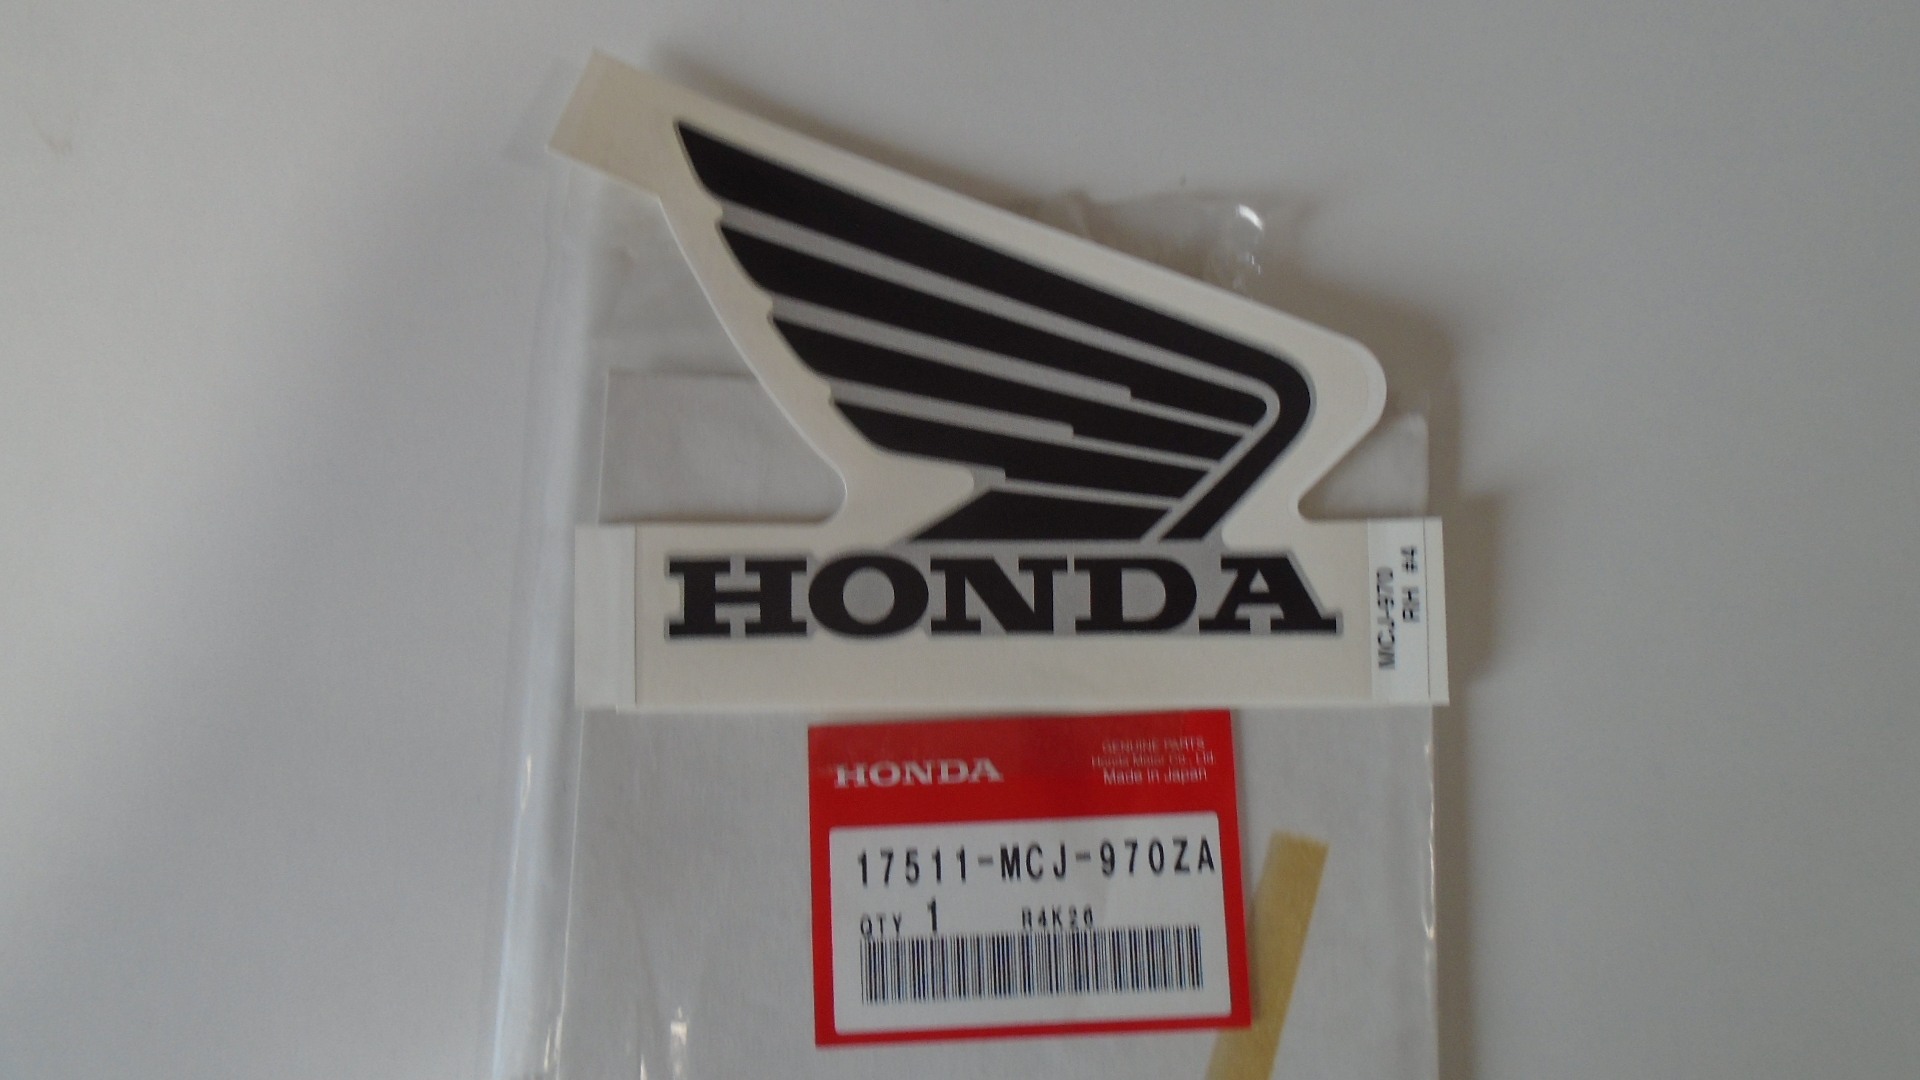 HONDA
MCJ-970
RH #4
HONDA
GENUINE PARTS
Honda Motor Co., Ltd.
Made in Japan
17511-MCJ-970ZA
QTY 1 R4K26